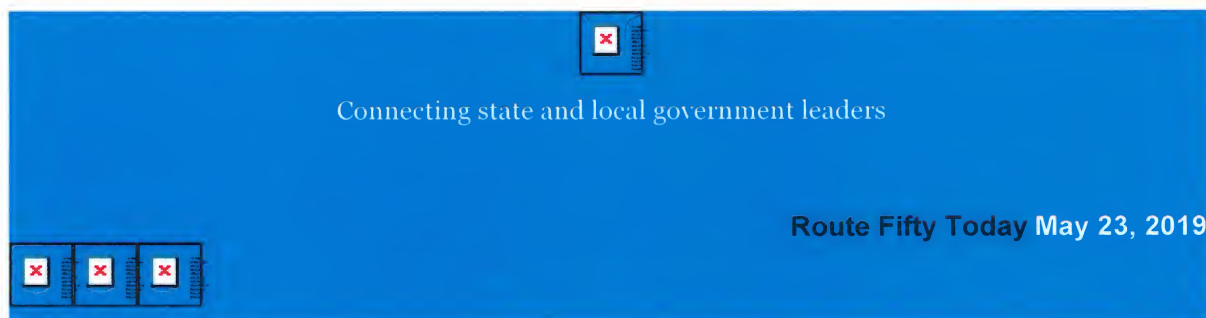 Connecting state and local government leaders
Route Fifty Today May 23, 2019